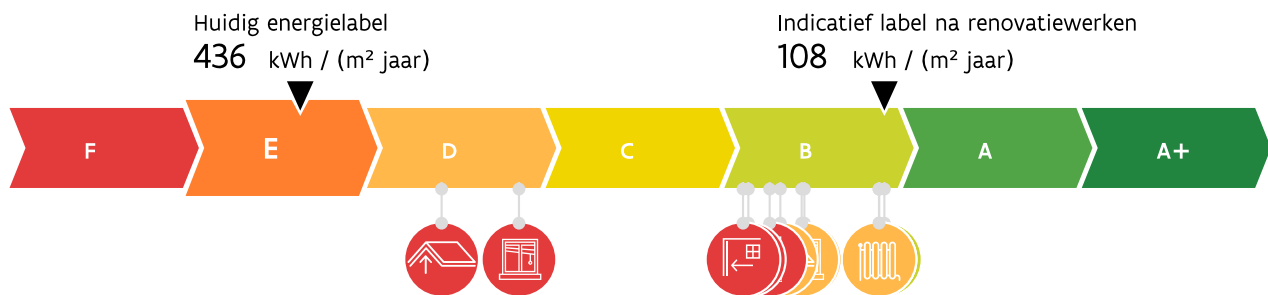 Huidig energielabel
436 kWh / (m² jaar)
Indicatief label na renovatiewerken
108 kWh / (m² jaar)
F E D C B A A+